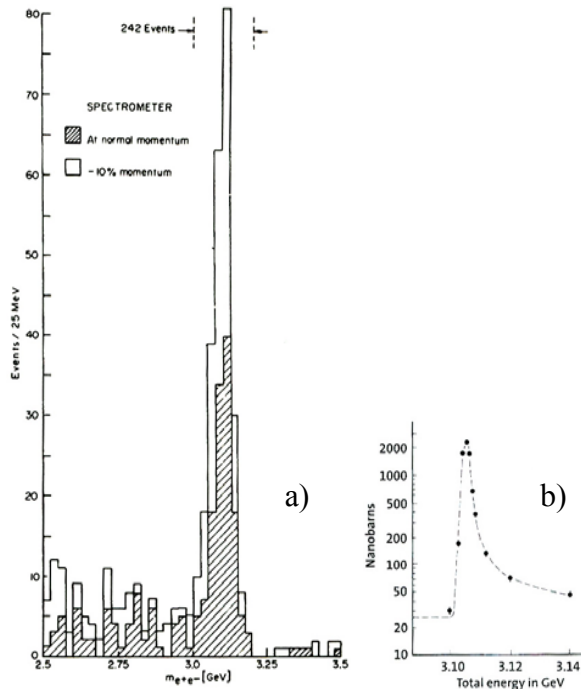 80
242 Events
70
SPECTROMETER
At normal momentum
-10% momentum
60
50
Events / 25 MeV
40
30
20
10
0
2.5 2.75 3.0 3.25 3.5
me+e- [GeV]
a)
b)
Nanobarns
2000
1000
500
200
100
50
20
10
3.10 3.12 3.14
Total energy in GeV